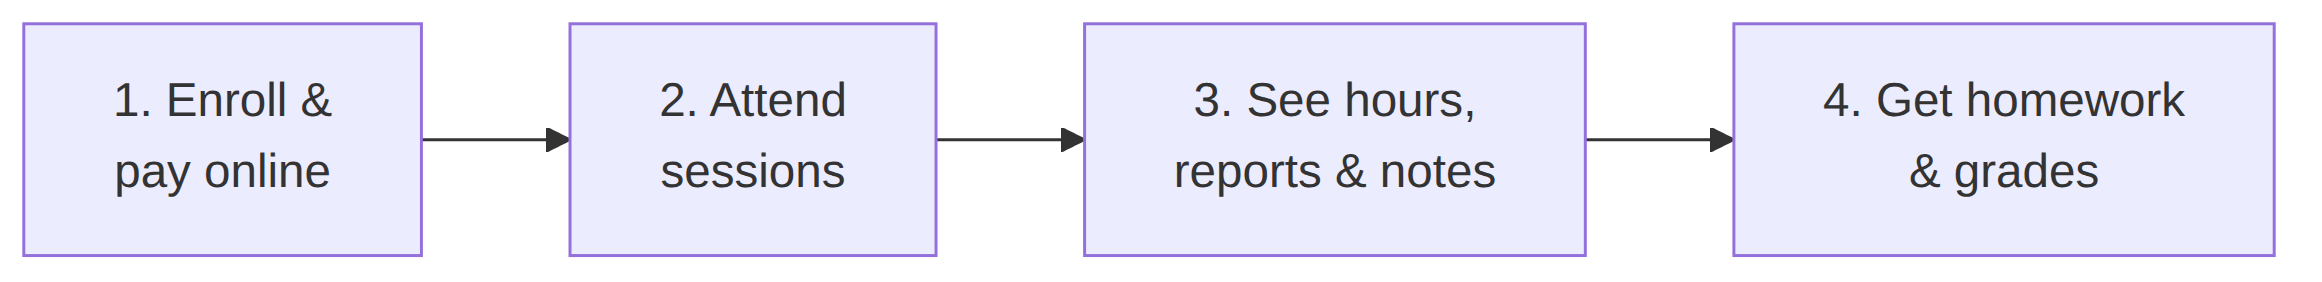 1. Enroll &
pay online
2. Attend
sessions
3. See hours,
reports & notes
4. Get homework
& grades